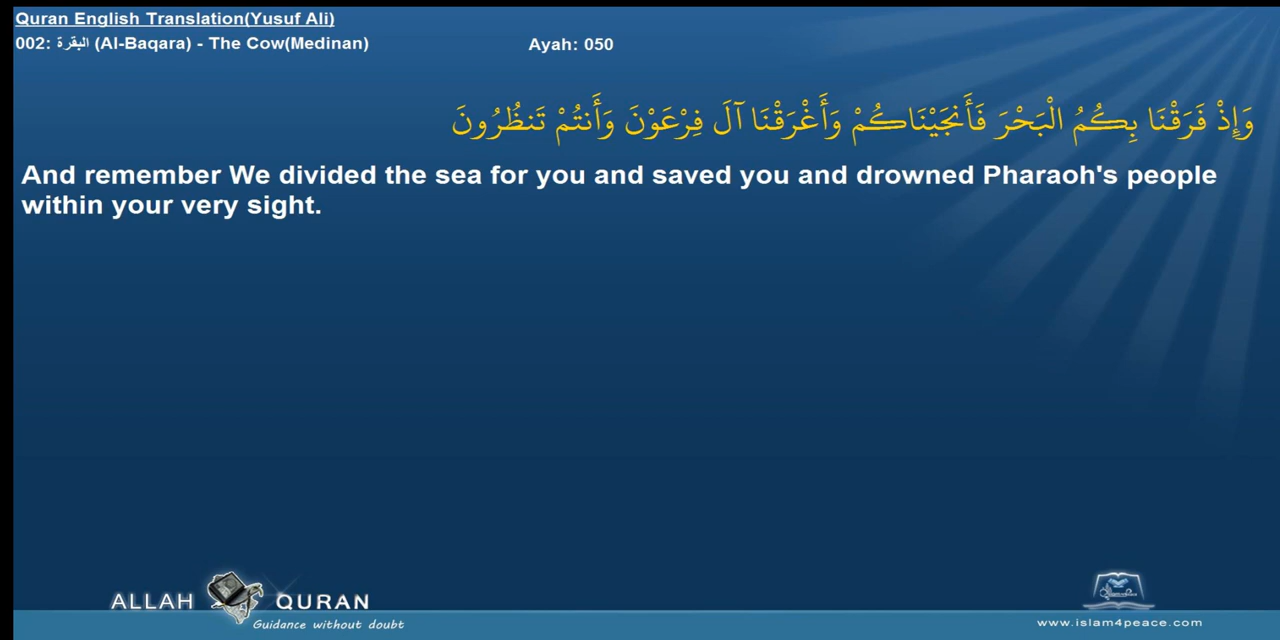 Quran English Translation(Yusuf Ali)
002: البقرة (Al-Baqara) - The Cow(Medinan) Ayah: 050
وَإِذْ فَرَقْنَا بِكُمُ الْبَحْرَ فَأَنجَيْنَاكُمْ وَأَغْرَقْنَا آلَ فِرْعَوْنَ وَأَنتُمْ تَنظُرُونَ
And remember We divided the sea for you and saved you and drowned Pharaoh's people
within your very sight.
ALLAH QURAN
Guidance without doubt
www.islam4peace.com